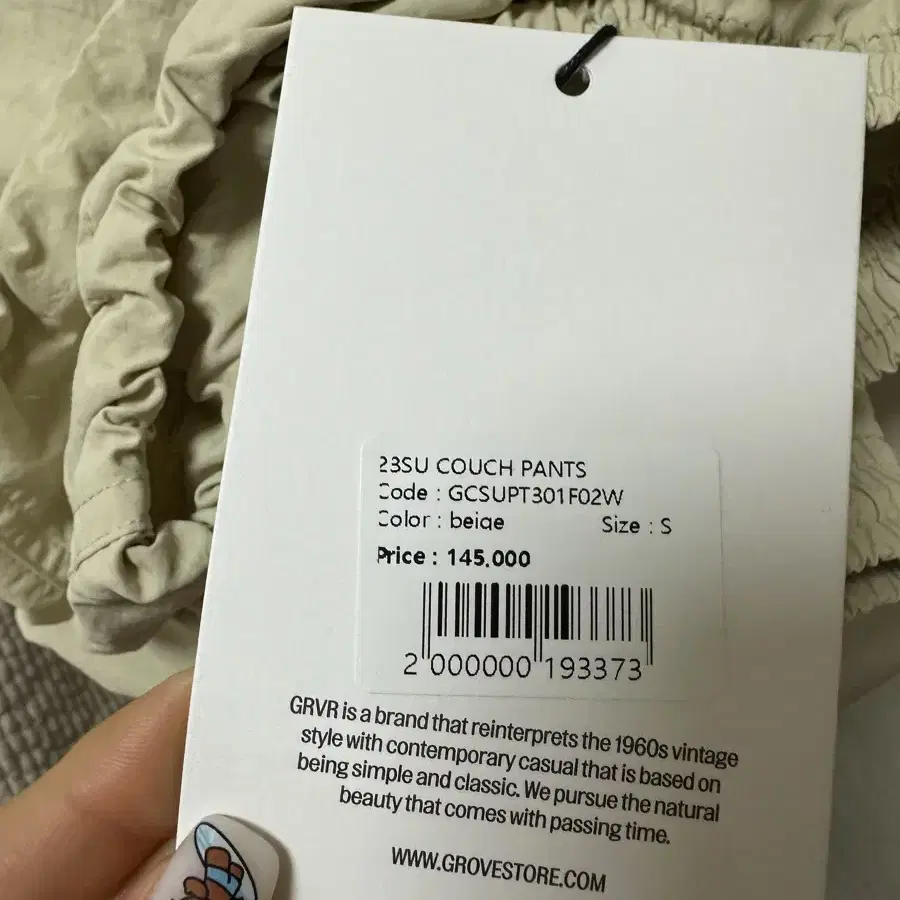 23SU COUCH PANTS
Code : GCSUPT301F02W
Color : beige Size : S
Price : 145.000
2 000000 193373
GRVR is a brand that reinterprets the 1960s vintage
style with contemporary casual that is based on
being simple and classic. We pursue the natural
beauty that comes with passing time.
WWW.GROVESTORE.COM